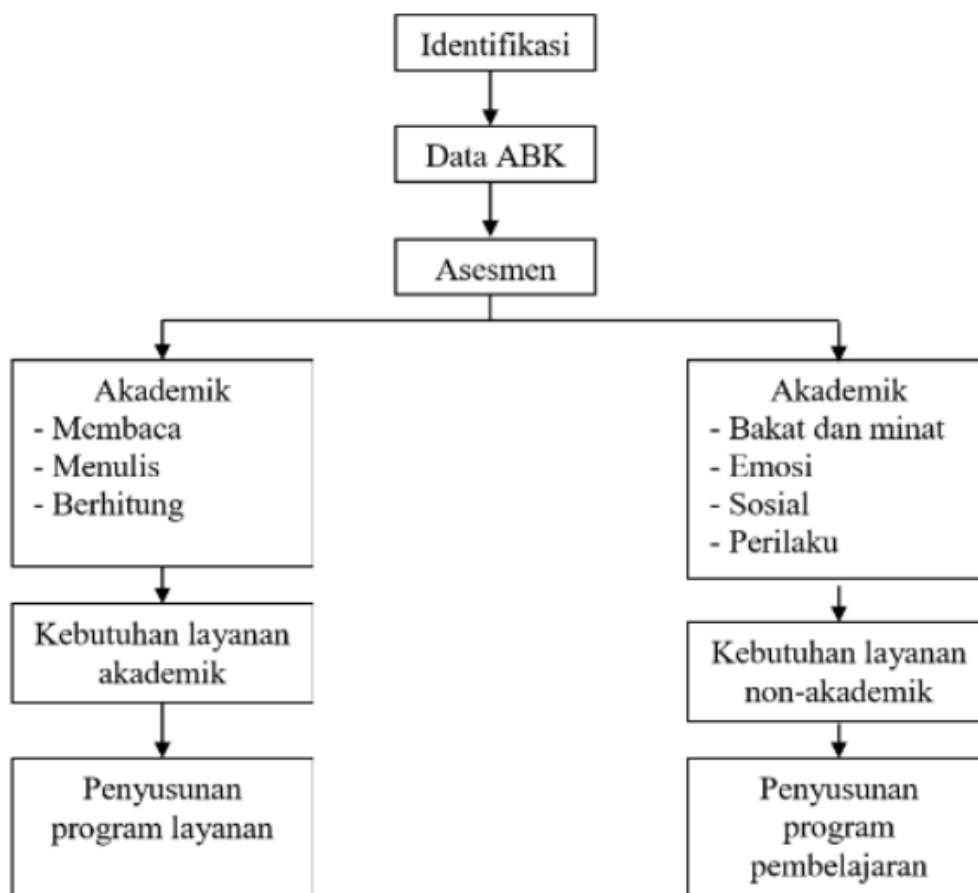 Identifikasi
Data ABK
Asesmen
Akademik
- Membaca
- Menulis
- Berhitung
Akademik
- Bakat dan minat
- Emosi
- Sosial
- Perilaku
Kebutuhan layanan
akademik
Kebutuhan layanan
non-akademik
Penyusunan
program layanan
Penyusunan
program
pembelajaran